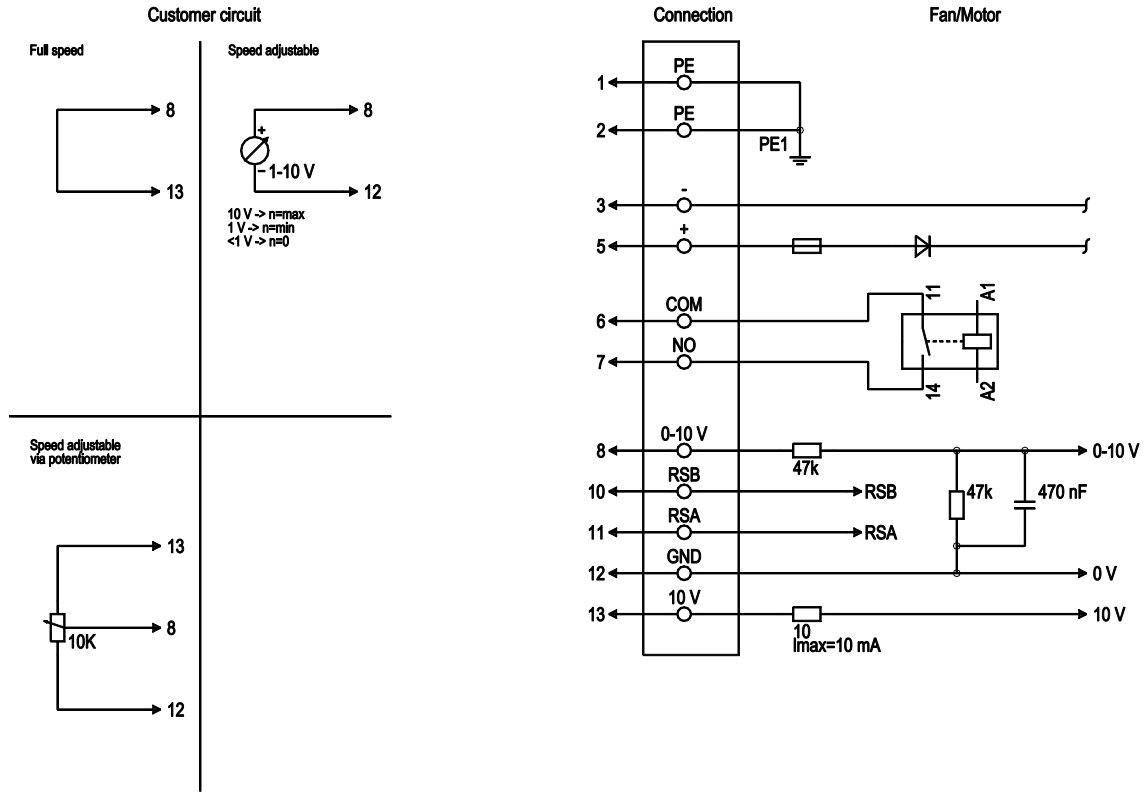 Customer circuit
Full speed
8
13
Speed adjustable
8
+
– 1-10 V
12
10 V -> n=max
1 V -> n=min
<1 V -> n=0
Speed adjustable
via potentiometer
13
8
10K
12
Connection
Fan/Motor
1
PE
2
PE
PE1
3
-
5
+
6
COM
7
NO
11
A1
14
A2
8
0-10 V
47k
0-10 V
10
RSB
RSB
47k
470 nF
11
RSA
RSA
12
GND
0 V
13
10 V
10
Imax=10 mA
10 V